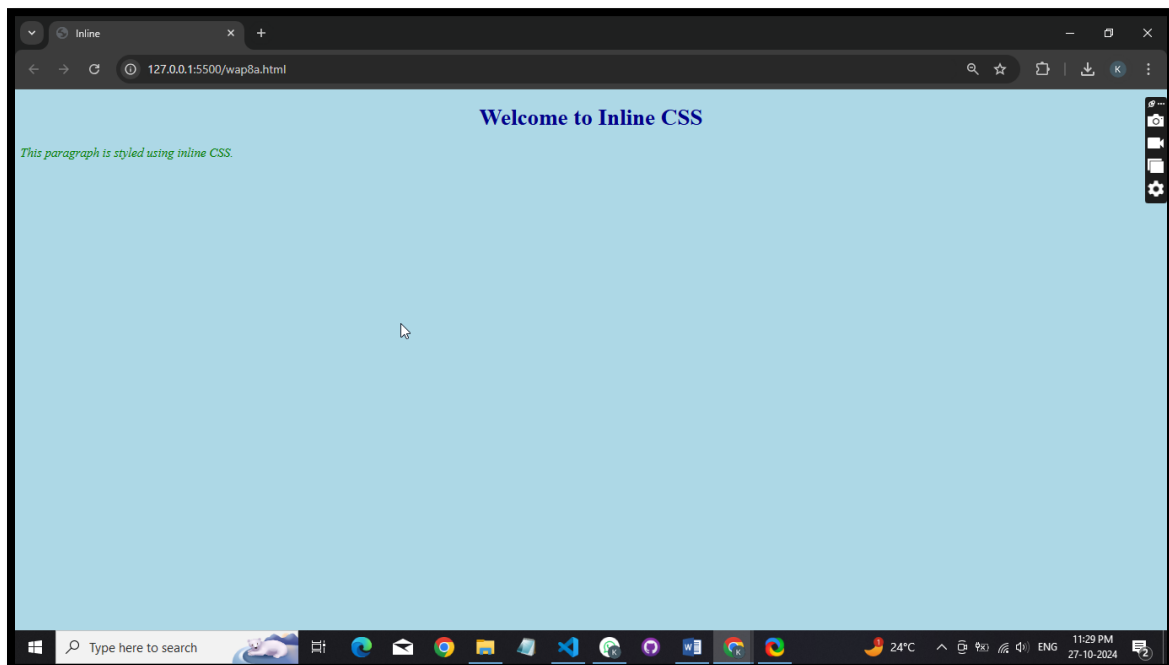 Inline
127.0.0.1:5500/wap8a.html
K
Welcome to Inline CSS
This paragraph is styled using inline CSS.
Type here to search
24°C
ENG
11:29 PM
27-10-2024
2